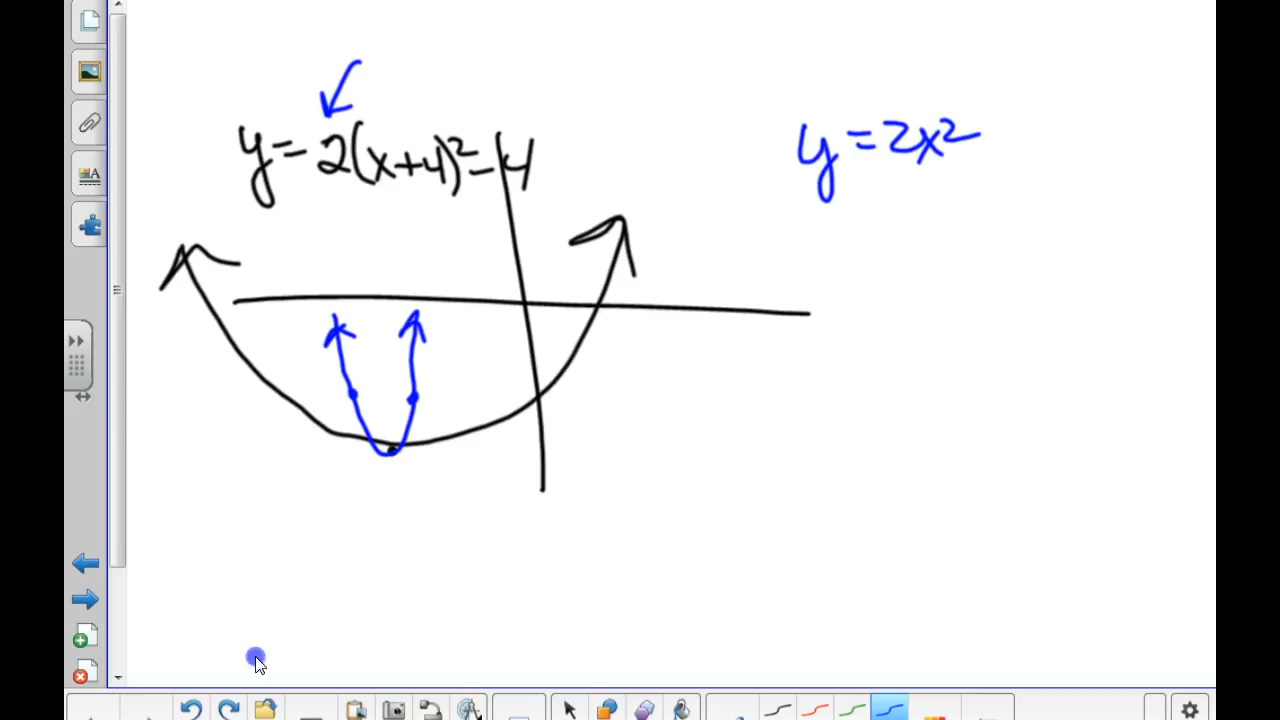 y = 2(x+4)² - 4
y = 2x²